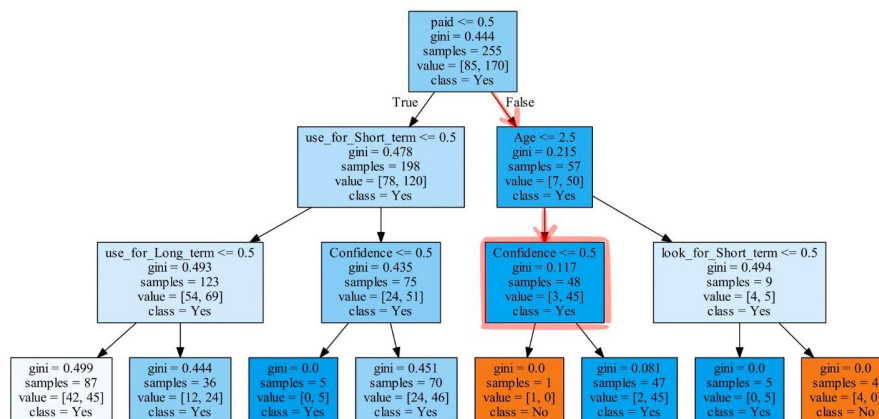 paid <= 0.5
gini = 0.444
samples = 255
value = [85, 170]
class = Yes
True
False
use_for_Short_term <= 0.5
gini = 0.478
samples = 198
value = [78, 120]
class = Yes
Age <= 2.5
gini = 0.215
samples = 57
value = [7, 50]
class = Yes
use_for_Long_term <= 0.5
gini = 0.493
samples = 123
value = [54, 69]
class = Yes
Confidence <= 0.5
gini = 0.435
samples = 75
value = [24, 51]
class = Yes
Confidence <= 0.5
gini = 0.117
samples = 48
value = [3, 45]
class = Yes
look_for_Short_term <= 0.5
gini = 0.494
samples = 9
value = [4, 5]
class = Yes
gini = 0.499
samples = 87
value = [42, 45]
class = Yes
gini = 0.444
samples = 36
value = [12, 24]
class = Yes
gini = 0.0
samples = 5
value = [0, 5]
class = Yes
gini = 0.451
samples = 70
value = [24, 46]
class = Yes
gini = 0.0
samples = 1
value = [1, 0]
class = No
gini = 0.081
samples = 47
value = [2, 45]
class = Yes
gini = 0.0
samples = 5
value = [0, 5]
class = Yes
gini = 0.0
samples = 4
value = [4, 0]
class = No